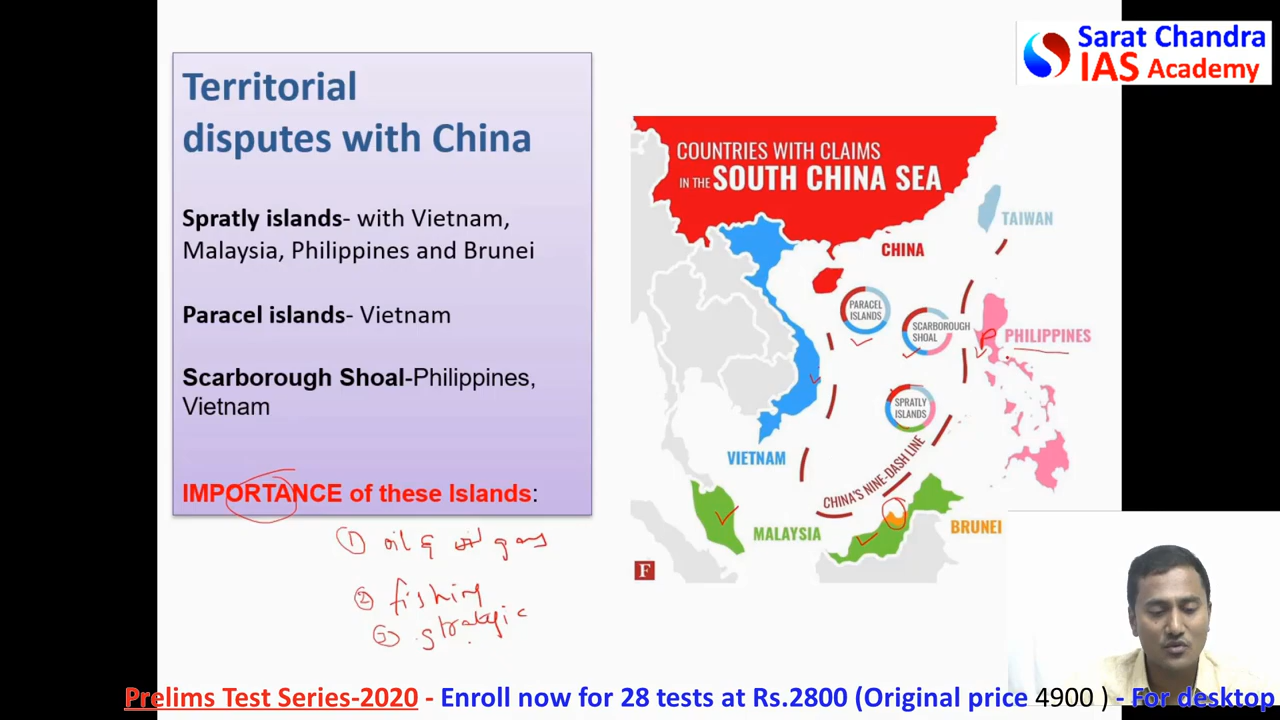 Sarat Chandra
IAS Academy
Territorial
disputes with China
Spratly islands- with Vietnam,
Malaysia, Philippines and Brunei
Paracel islands- Vietnam
Scarborough Shoal-Philippines,
Vietnam
IMPORTANCE of these Islands:
① oil & gas
② fishing
③ strategic
COUNTRIES WITH CLAIMS
IN THE SOUTH CHINA SEA
TAIWAN
CHINA
PARACEL
ISLANDS
SCARBOROUGH
SHOAL
PHILIPPINES
SPRATLY
ISLANDS
VIETNAM
CHINA'S NINE-DASH LINE
MALAYSIA
BRUNEI
F
Prelims Test Series-2020 - Enroll now for 28 tests at Rs.2800 (Original price 4900 ) - For desktop